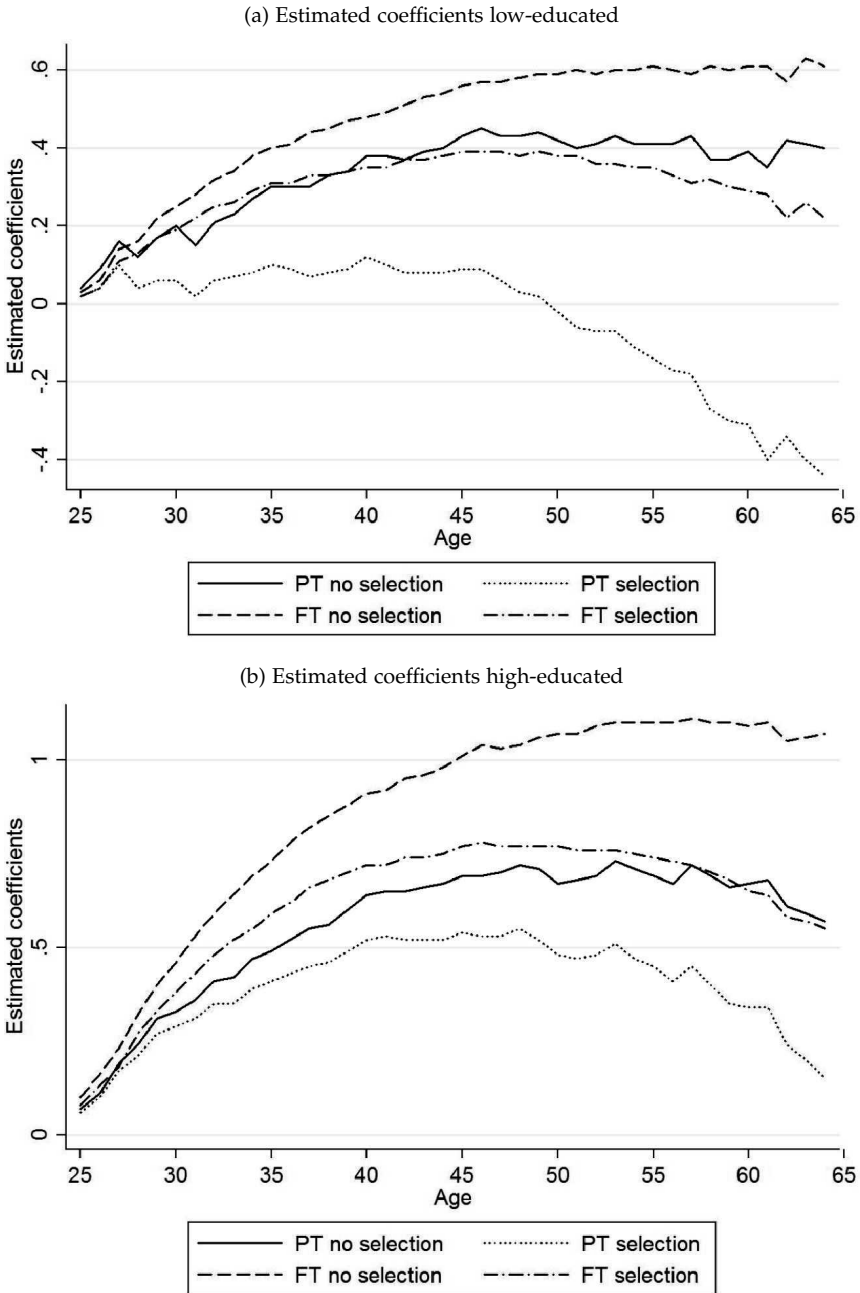 (a) Estimated coefficients low-educated
Estimated coefficients
.6
.4
.2
0
-.2
-.4
25 30 35 40 45 50 55 60 65
Age
PT no selection PT selection
FT no selection FT selection
(b) Estimated coefficients high-educated
Estimated coefficients
1
.5
0
25 30 35 40 45 50 55 60 65
Age
PT no selection PT selection
FT no selection FT selection